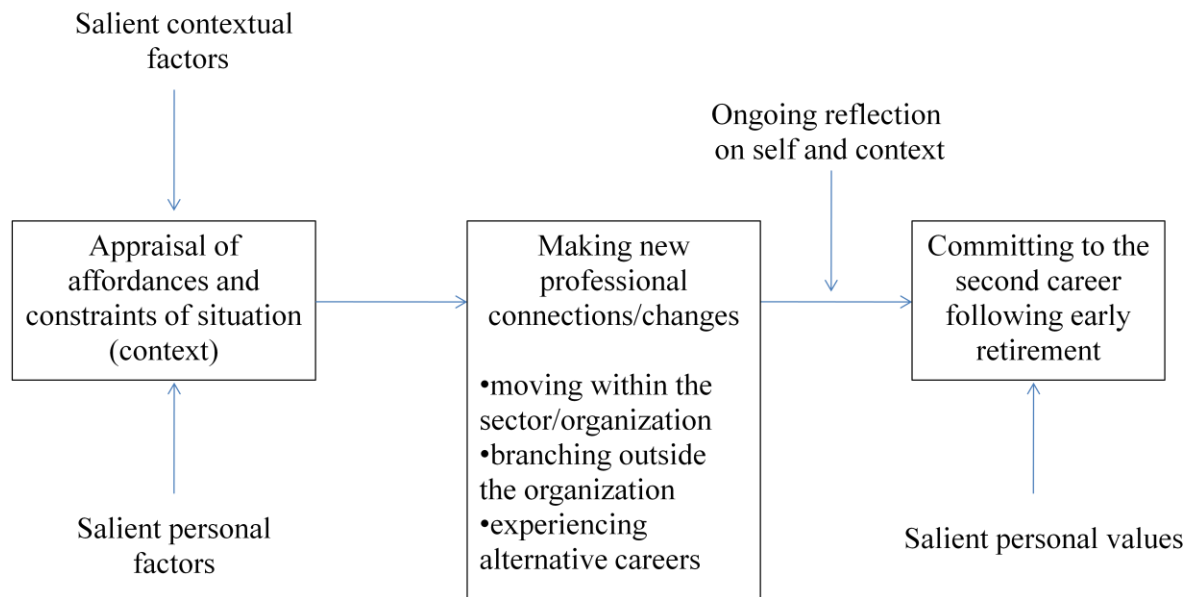 Salient contextual
factors
Ongoing reflection
on self and context
Appraisal of
affordances and
constraints of situation
(context)
Making new
professional
connections/changes
•moving within the
sector/organization
•branching outside
the organization
•experiencing
alternative careers
Committing to the
second career
following early
retirement
Salient personal
factors
Salient personal values